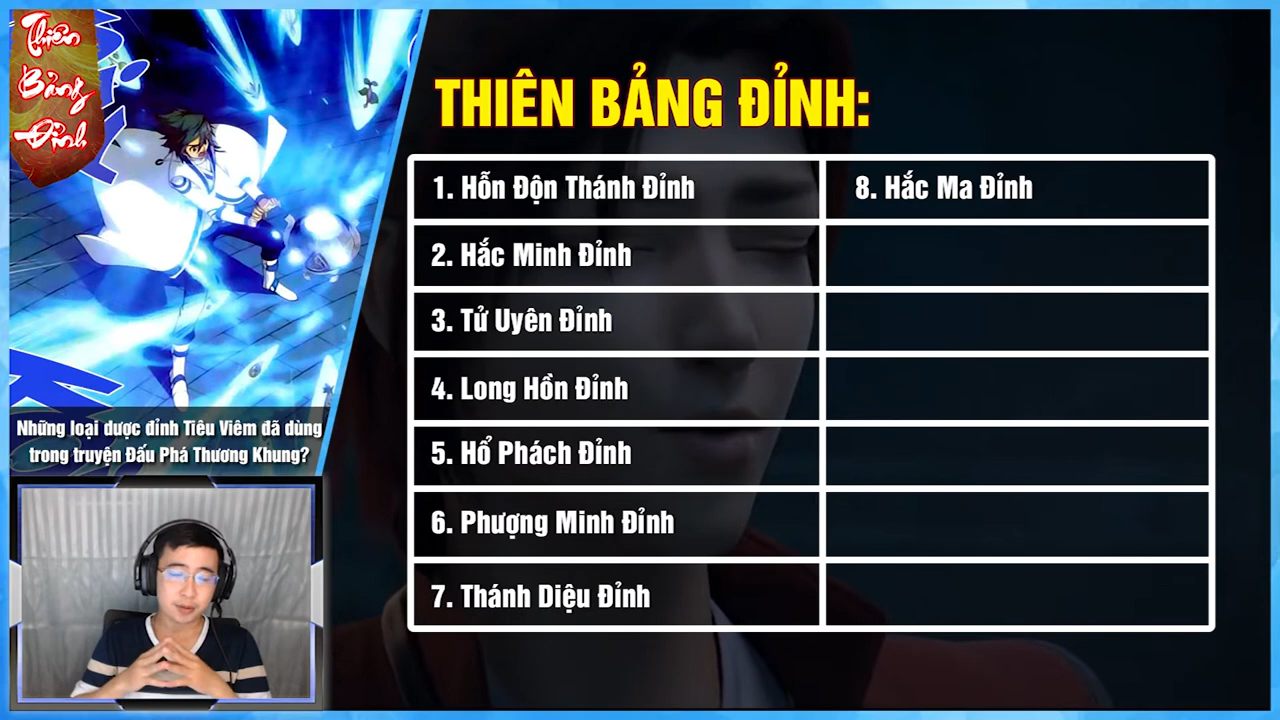 Thiên
Bảng
Đỉnh
THIÊN BẢNG ĐỈNH:
1. Hỗn Độn Thánh Đỉnh
8. Hắc Ma Đỉnh
2. Hắc Minh Đỉnh
3. Tử Uyên Đỉnh
4. Long Hồn Đỉnh
5. Hổ Phách Đỉnh
6. Phượng Minh Đỉnh
7. Thánh Diệu Đỉnh
Những loại dược đỉnh Tiêu Viêm đã dùng
trong truyện Đấu Phá Thương Khung?